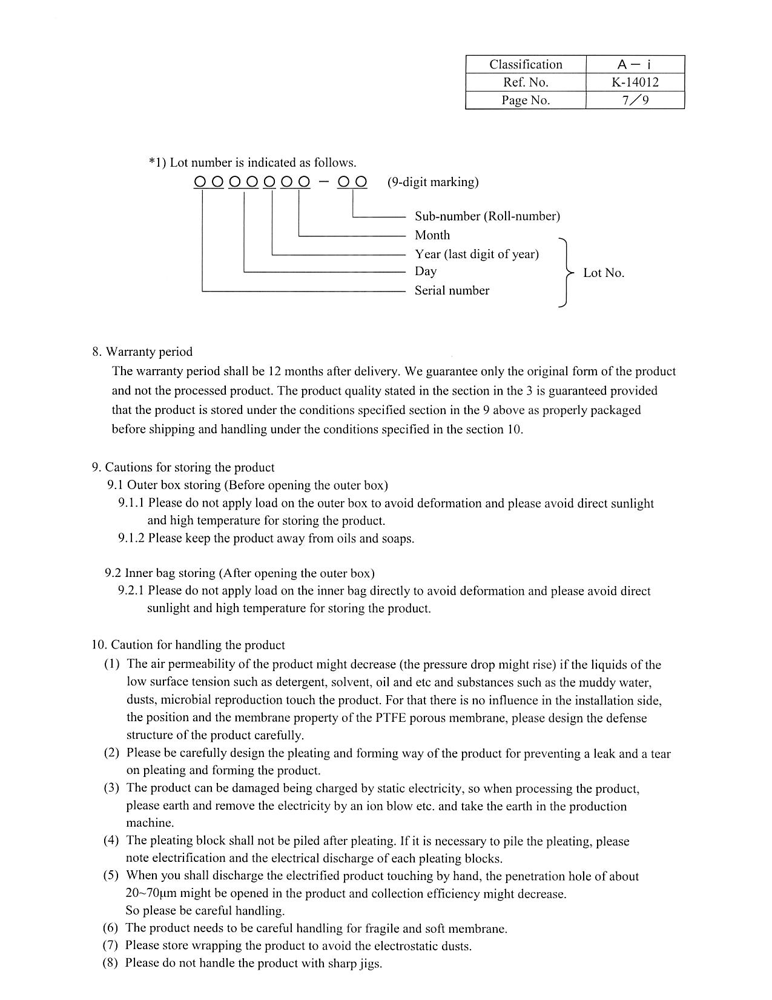 Classification A－ i
Ref. No. K-14012
Page No. 7／9
*1) Lot number is indicated as follows.
○○○○○○○－○○ (9-digit marking)
Sub-number (Roll-number)
Month
Year (last digit of year)
Day
Lot No.
Serial number
8. Warranty period
The warranty period shall be 12 months after delivery. We guarantee only the original form of the product
and not the processed product. The product quality stated in the section in the 3 is guaranteed provided
that the product is stored under the conditions specified section in the 9 above as properly packaged
before shipping and handling under the conditions specified in the section 10.
9. Cautions for storing the product
9.1 Outer box storing (Before opening the outer box)
9.1.1 Please do not apply load on the outer box to avoid deformation and please avoid direct sunlight
and high temperature for storing the product.
9.1.2 Please keep the product away from oils and soaps.
9.2 Inner bag storing (After opening the outer box)
9.2.1 Please do not apply load on the inner bag directly to avoid deformation and please avoid direct
sunlight and high temperature for storing the product.
10. Caution for handling the product
(1) The air permeability of the product might decrease (the pressure drop might rise) if the liquids of the
low surface tension such as detergent, solvent, oil and etc and substances such as the muddy water,
dusts, microbial reproduction touch the product. For that there is no influence in the installation side,
the position and the membrane property of the PTFE porous membrane, please design the defense
structure of the product carefully.
(2) Please be carefully design the pleating and forming way of the product for preventing a leak and a tear
on pleating and forming the product.
(3) The product can be damaged being charged by static electricity, so when processing the product,
please earth and remove the electricity by an ion blow etc. and take the earth in the production
machine.
(4) The pleating block shall not be piled after pleating. If it is necessary to pile the pleating, please
note electrification and the electrical discharge of each pleating blocks.
(5) When you shall discharge the electrified product touching by hand, the penetration hole of about
20~70μm might be opened in the product and collection efficiency might decrease.
So please be careful handling.
(6) The product needs to be careful handling for fragile and soft membrane.
(7) Please store wrapping the product to avoid the electrostatic dusts.
(8) Please do not handle the product with sharp jigs.